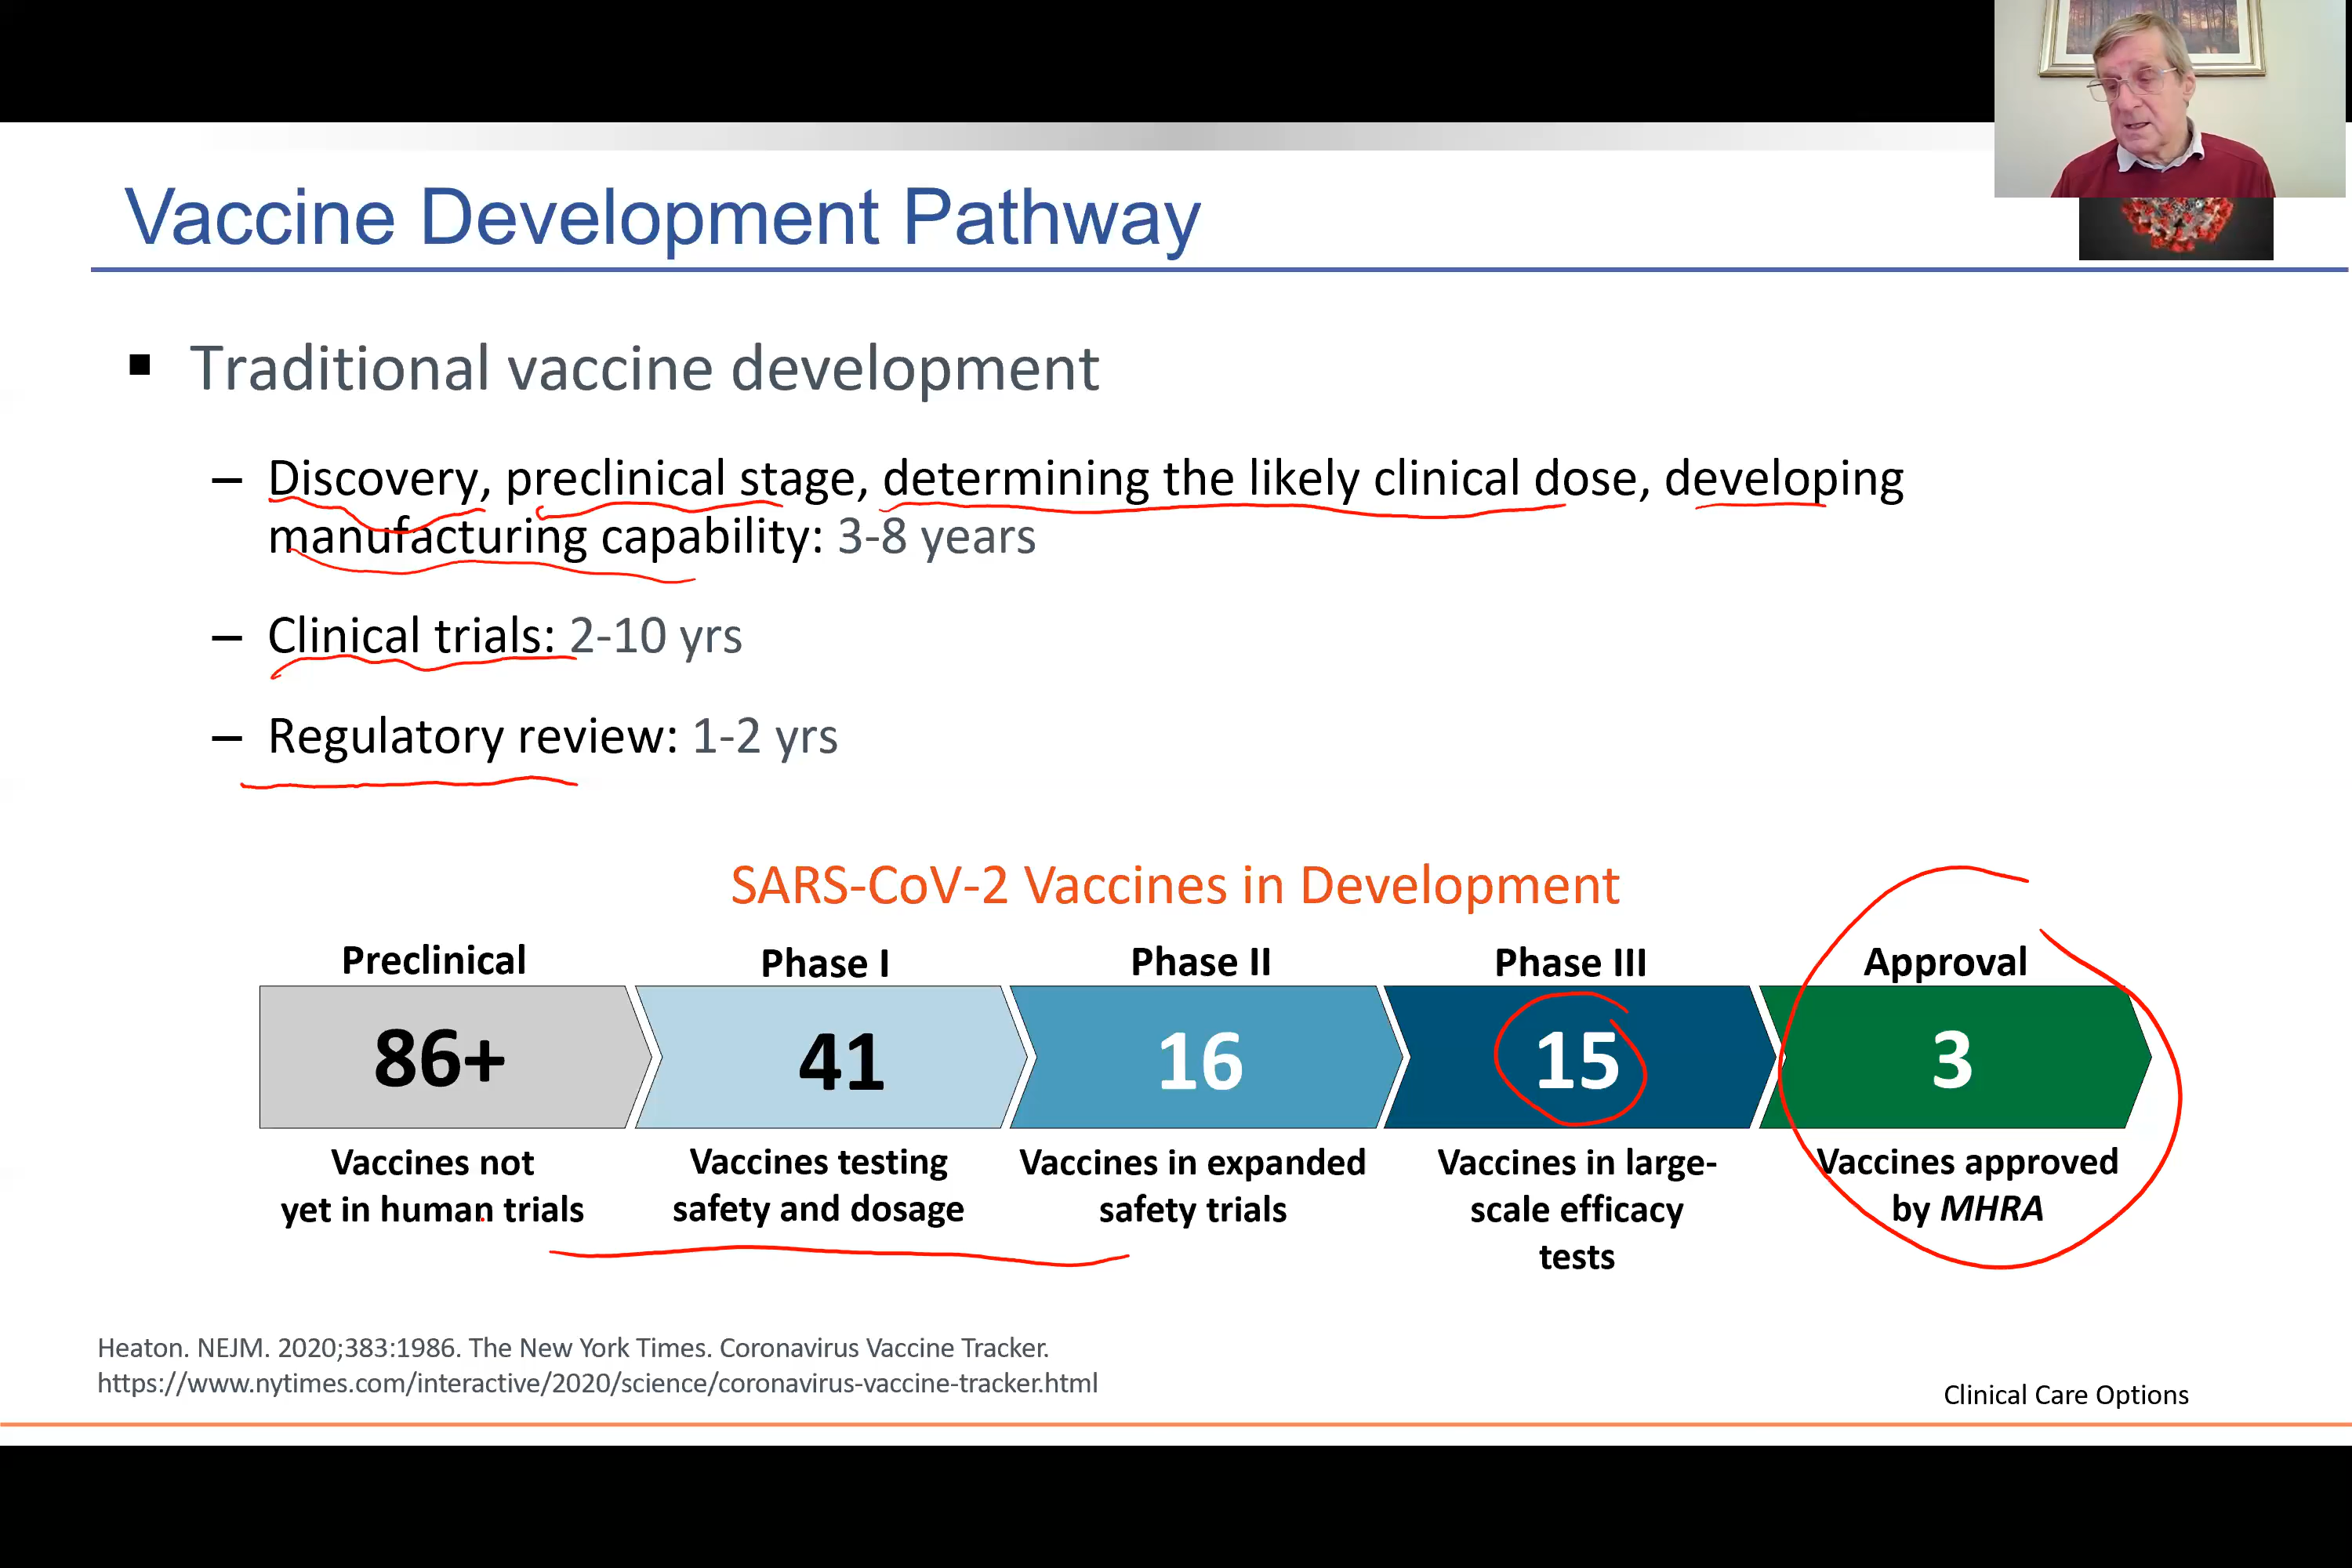 Vaccine Development Pathway
Traditional vaccine development
– Discovery, preclinical stage, determining the likely clinical dose, developing
manufacturing capability: 3-8 years
– Clinical trials: 2-10 yrs
– Regulatory review: 1-2 yrs
SARS-CoV-2 Vaccines in Development
Preclinical
86+
Vaccines not
yet in human trials
Phase I
41
Vaccines testing
safety and dosage
Phase II
16
Vaccines in expanded
safety trials
Phase III
15
Vaccines in large-
scale efficacy
tests
Approval
3
Vaccines approved
by MHRA
Heaton. NEJM. 2020;383:1986. The New York Times. Coronavirus Vaccine Tracker.
https://www.nytimes.com/interactive/2020/science/coronavirus-vaccine-tracker.html
Clinical Care Options